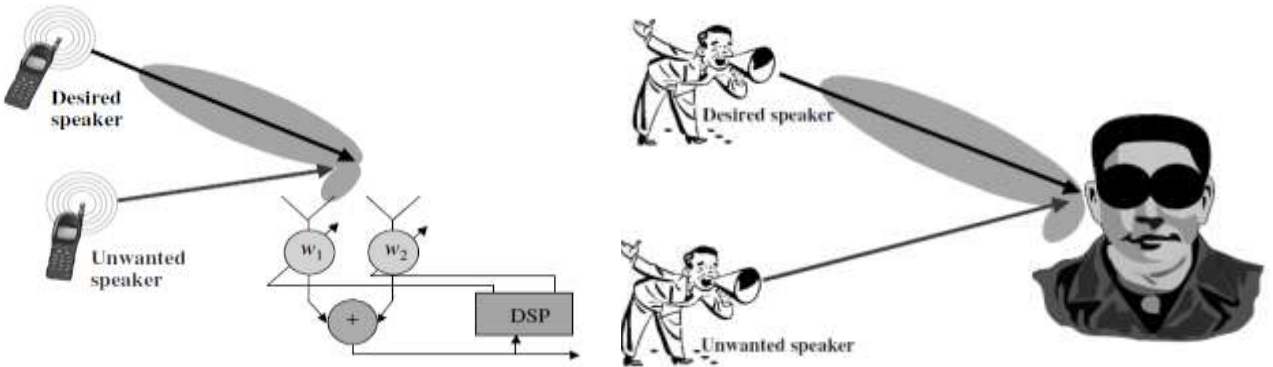 Desired
speaker
Unwanted
speaker
w1
w2
+
DSP
Desired speaker
Unwanted speaker